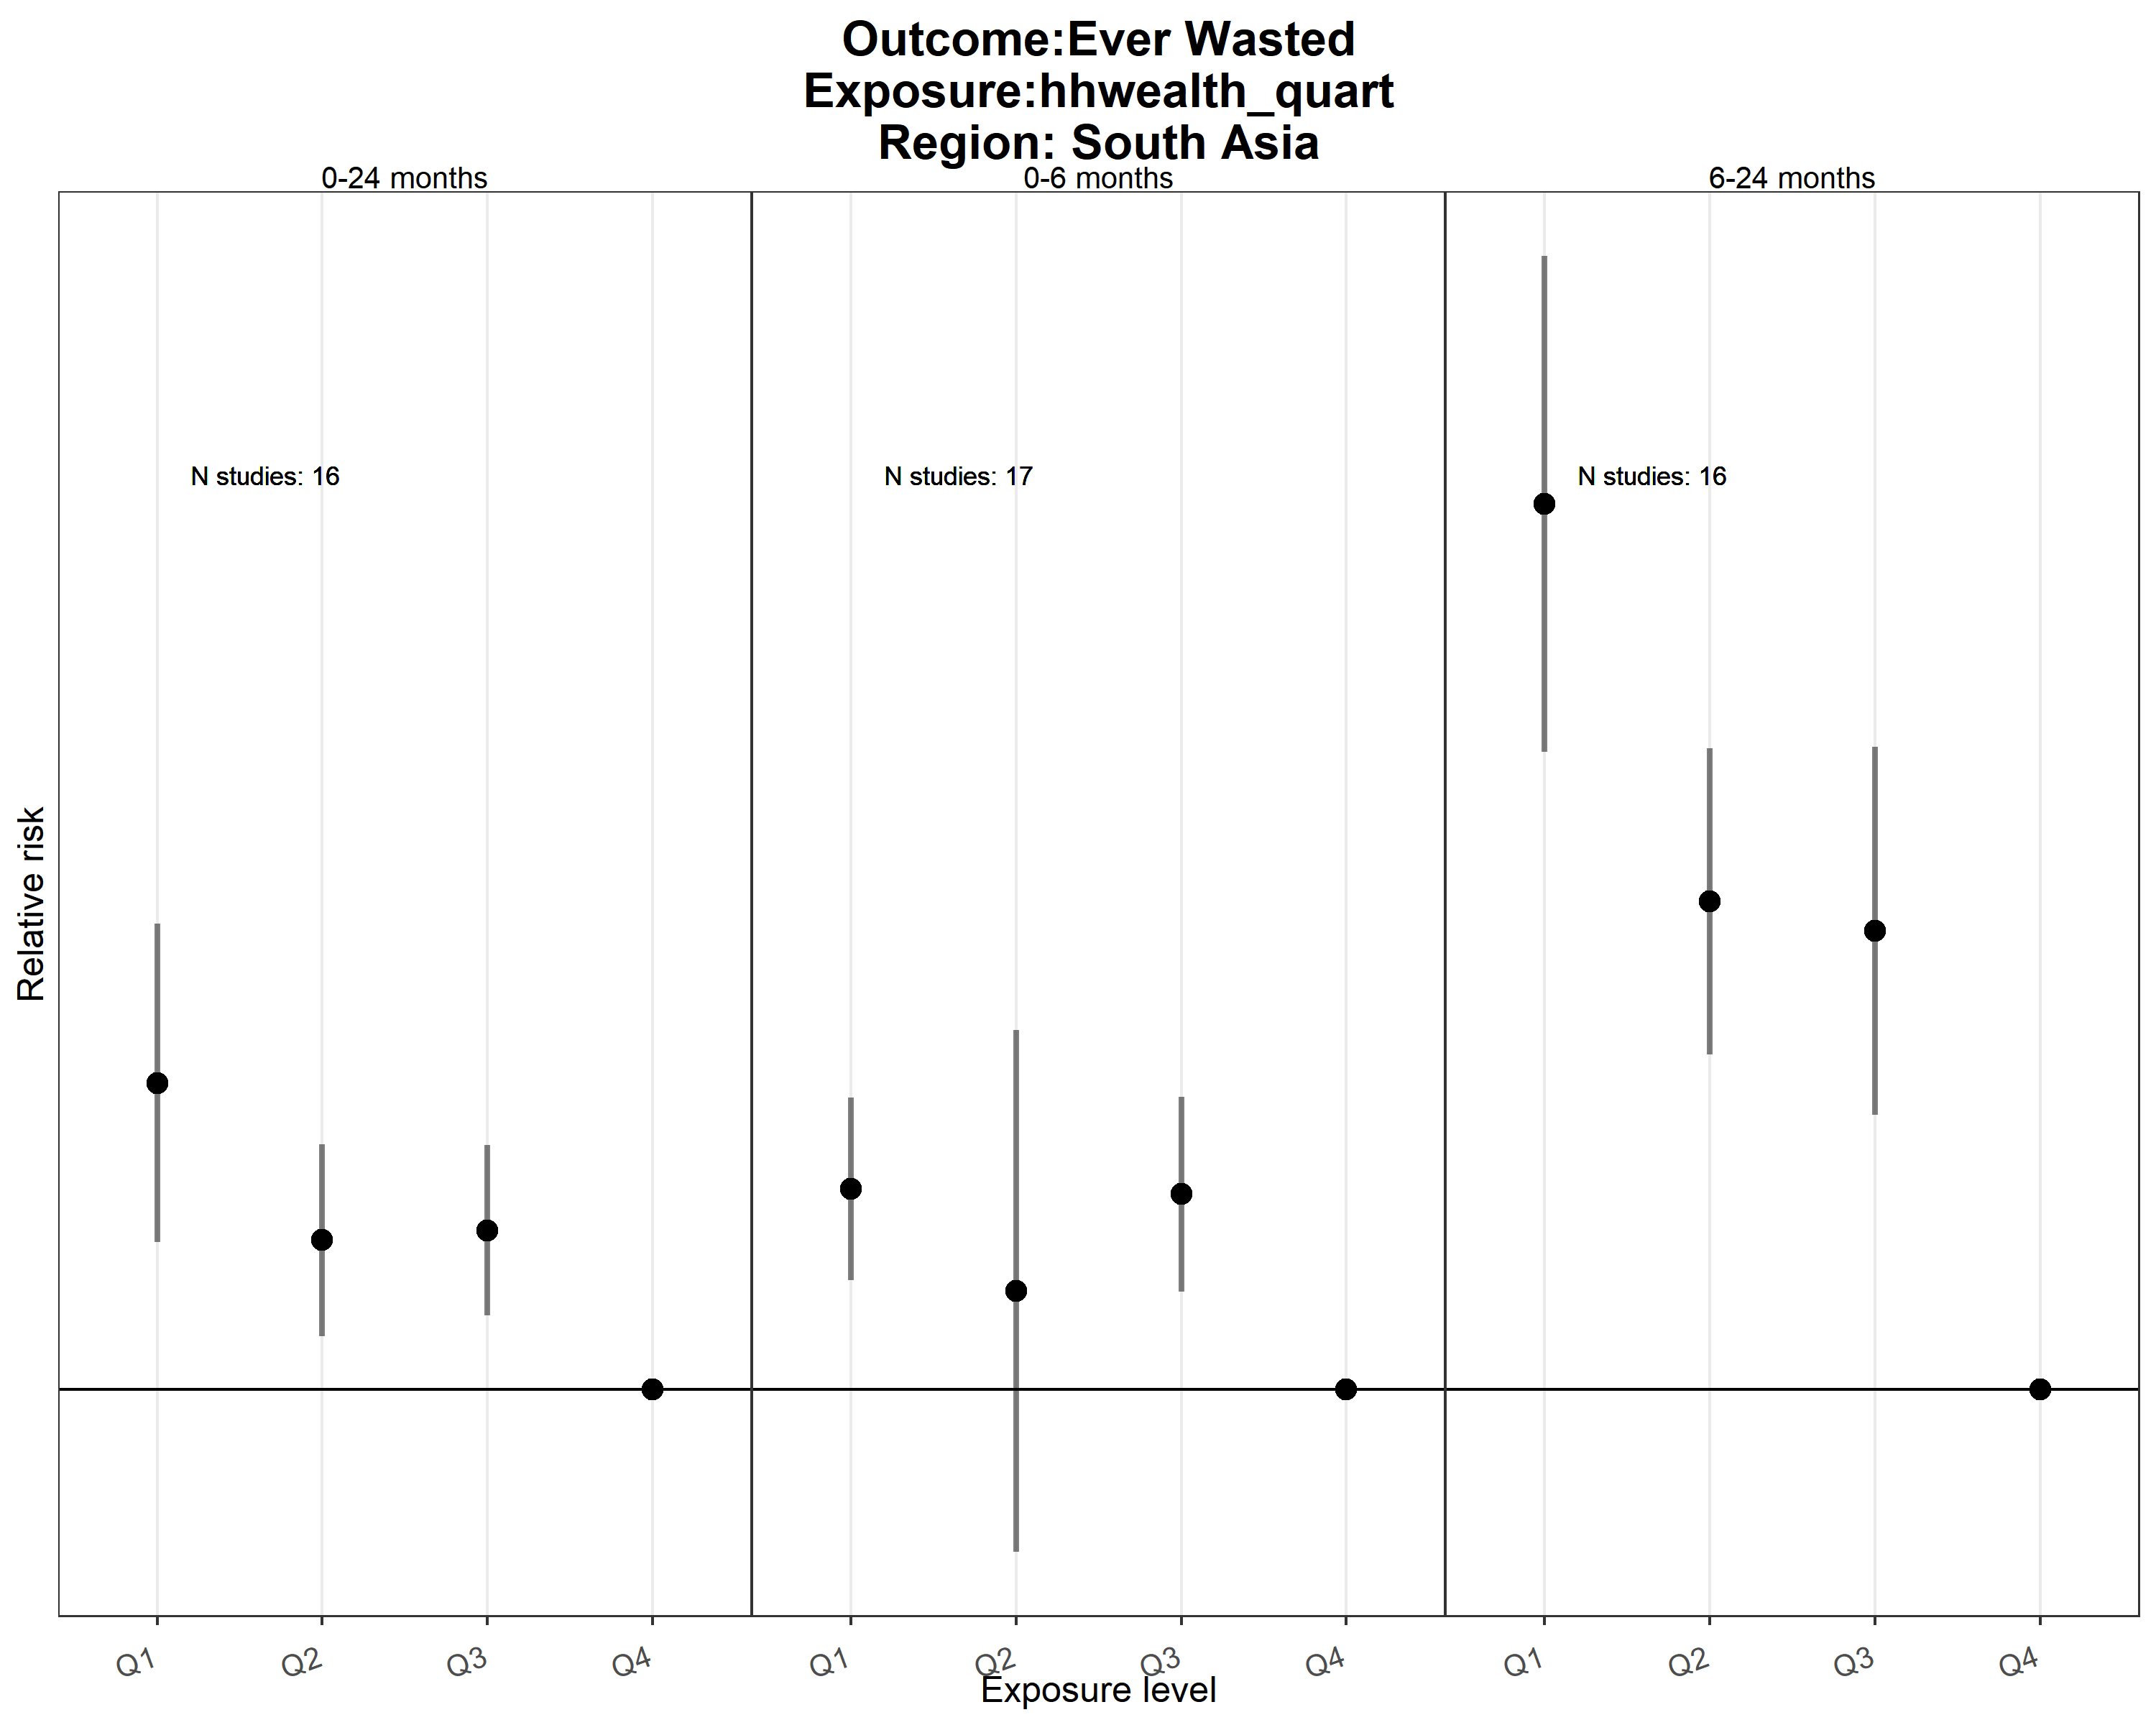 Outcome:Ever Wasted
Exposure:hhwealth_quart
Region: South Asia
0-24 months
0-6 months
6-24 months
N studies: 16
N studies: 17
N studies: 16
Relative risk
Q1
Q2
Q3
Q4
Q1
Q2
Q3
Q4
Q1
Q2
Q3
Q4
Exposure level